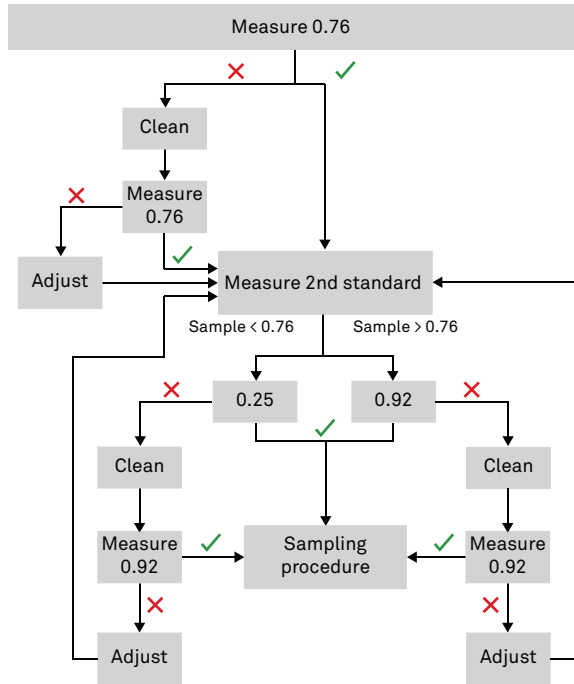 Measure 0.76
Clean
Measure
0.76
Adjust
Measure 2nd standard
Sample < 0.76
Sample > 0.76
0.25
0.92
Clean
Clean
Measure
0.92
Sampling
procedure
Measure
0.92
Adjust
Adjust